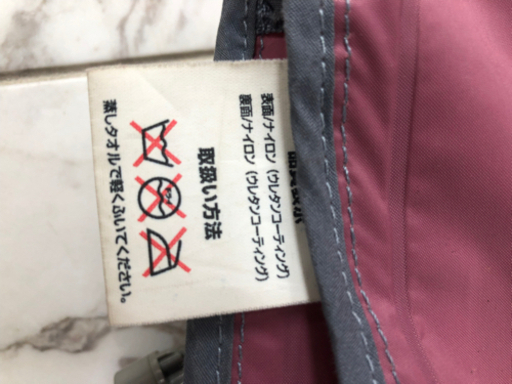 表面/ナイロン (ウレタンコーティング)
裏面/ナイロン (ウレタンコーティング)
取扱い方法
蒸しタオルで軽くふいてください。